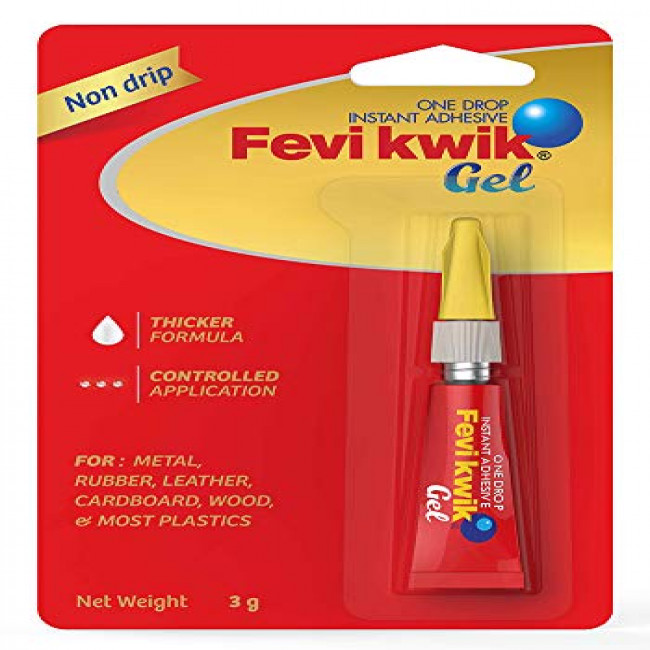 Non drip
ONE DROP
INSTANT ADHESIVE
Fevi kwik®
Gel
THICKER
FORMULA
CONTROLLED
APPLICATION
FOR : METAL,
RUBBER, LEATHER,
CARDBOARD, WOOD,
& MOST PLASTICS
Net Weight 3 g
ONE DROP
INSTANT ADHESIVE
Fevi kwik
Gel